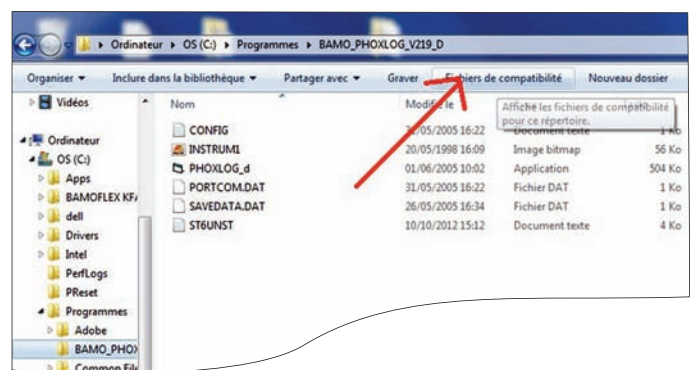 Ordinateur ▸ OS (C:) ▸ Programmes ▸ BAMO_PHOXLOG_V219_D
Organiser Inclure dans la bibliothèque Partager avec Graver Fichiers de compatibilité Nouveau dossier
Vidéos
Ordinateur
OS (C:)
Apps
BAMOFLEX KF
dell
Drivers
Intel
PerfLogs
PReset
Programmes
Adobe
BAMO_PHOX
Common File
Nom Modifié le
CONFIG 31/05/2005 16:22 Document texte 1 Ko
INSTRUM1 20/05/1998 16:09 Image bitmap 56 Ko
PHOXLOG_d 01/06/2005 10:02 Application 504 Ko
PORTCOM.DAT 31/05/2005 16:22 Fichier DAT 1 Ko
SAVEDATA.DAT 26/05/2005 16:34 Fichier DAT 1 Ko
ST6UNST 10/10/2012 15:12 Document texte 4 Ko
Affiche les fichiers de compatibilité
pour ce répertoire.